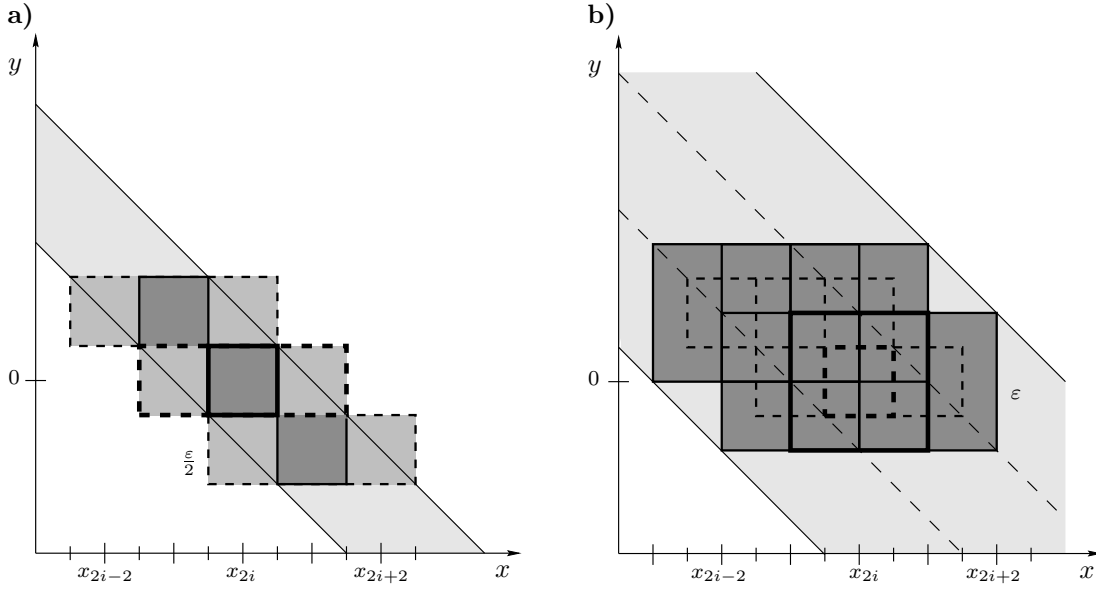 a)
y
0
ε/2
x_{2i−2}
x_{2i}
x_{2i+2}
x
b)
y
0
ε
x_{2i−2}
x_{2i}
x_{2i+2}
x